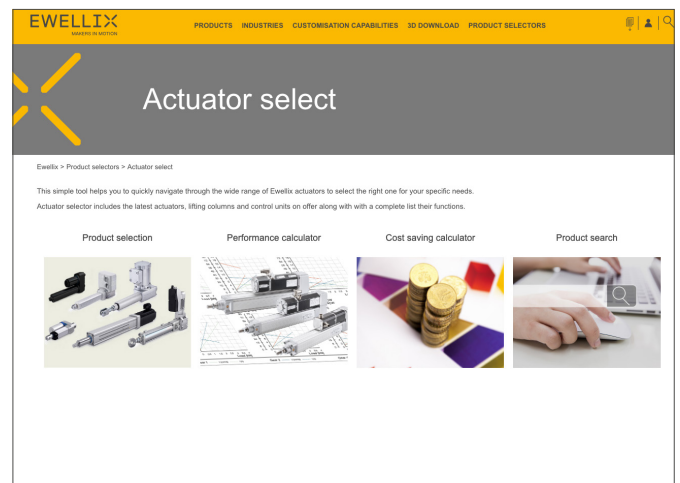 EWELLIX
MAKERS IN MOTION
PRODUCTS INDUSTRIES CUSTOMISATION CAPABILITIES 3D DOWNLOAD PRODUCT SELECTORS
Actuator select
Ewellix > Product selectors > Actuator select
This simple tool helps you to quickly navigate through the wide range of Ewellix actuators to select the right one for your specific needs.
Actuator selector includes the latest actuators, lifting columns and control units on offer along with with a complete list their functions.
Product selection Performance calculator Cost saving calculator Product search